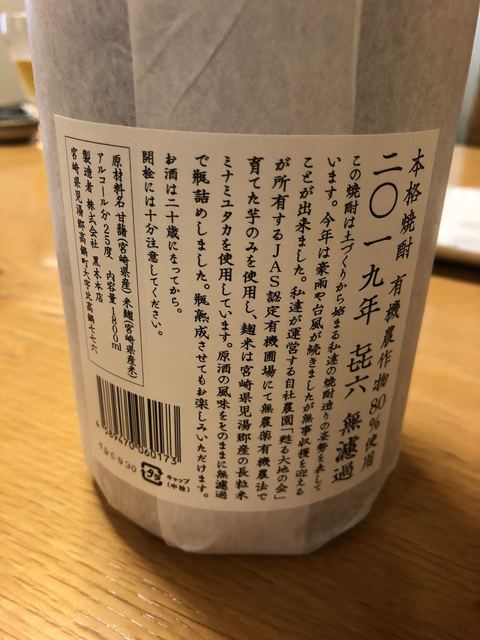 本格焼酎 有機農作物80%使用
二〇一九年 㐂六 無濾過
この焼酎は土づくりから始まる私達の焼酎造りの姿勢を表して
います。今年は豪雨や台風が続きましたが無事収穫を迎える
ことが出来ました。私達が運営する自社農園「甦る大地の会」
が所有するJAS認定有機圃場にて無農薬有機農法で
育てた芋のみを使用し、麹米は宮崎県児湯郡産の長粒米
ミナミユタカを使用しています。原酒の風味をそのままに無濾過
で瓶詰めしました。瓶熟成させてもお楽しみいただけます。
お酒は二十歳になってから。
開栓には十分注意してください。
原材料名 甘藷(宮崎県産)米麹(宮崎県産米)
アルコール分25度 内容量1800ml
製造者 株式会社 黒木本店
宮崎県児湯郡高鍋町大字北高鍋七七六
4 589470 060173
キャップ
(中栓)